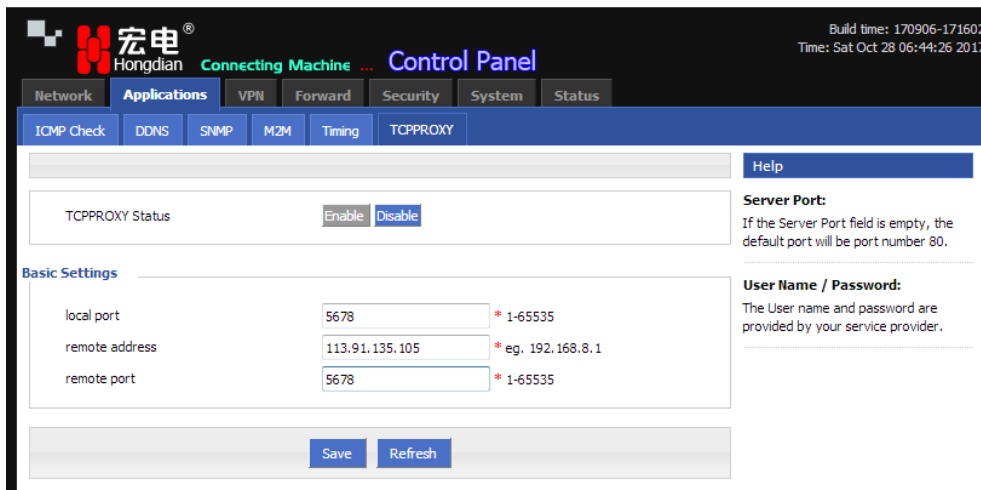 Build time: 170906-171602
宏电®
Time: Sat Oct 28 06:44:26 2017
Hongdian Connecting Machine ... Control Panel
Network Applications VPN Forward Security System Status
ICMP Check DDNS SNMP M2M Timing TCPPROXY
Help
TCPPROXY Status Enable Disable
Server Port:
If the Server Port field is empty, the
default port will be port number 80.
Basic Settings
User Name / Password:
The User name and password are
provided by your service provider.
local port 5678 * 1-65535
remote address 113.91.135.105 * eg. 192.168.8.1
remote port 5678 * 1-65535
Save Refresh